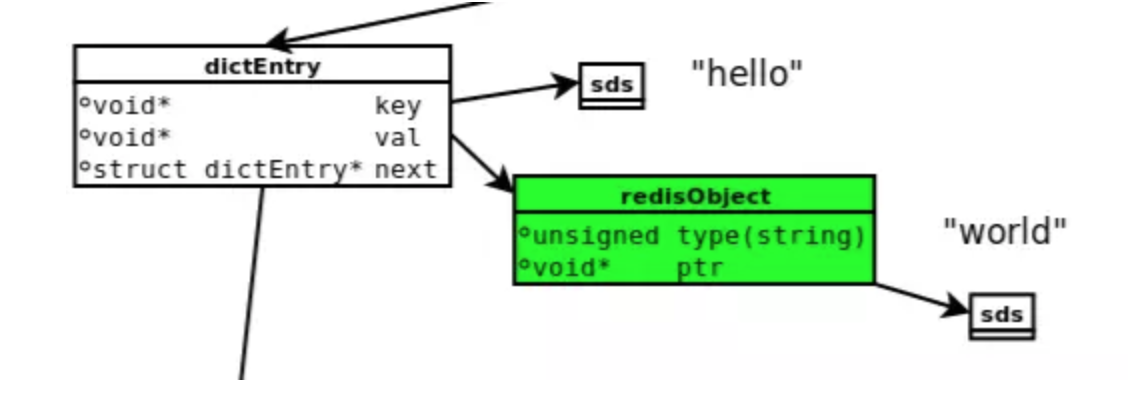 dictEntry
void* key
void* val
struct dictEntry* next
sds
"hello"
redisObject
unsigned type(string)
void* ptr
"world"
sds